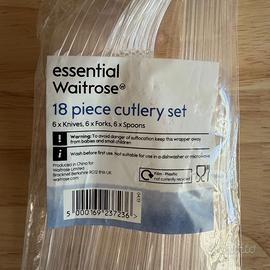 essential
Waitrose
18 piece cutlery set
6 x Knives, 6 x Forks, 6 x Spoons
! Warning: To avoid danger of suffocation keep this wrapper away
from babies and small children
i Wash before first use. Not suitable for use in a dishwasher or microwave
Produced in China for
Waitrose Limited
Bracknell Berkshire RG12 8YA UK
waitrose.com
Film - Plastic
not currently recycled
5 000169 237236 >